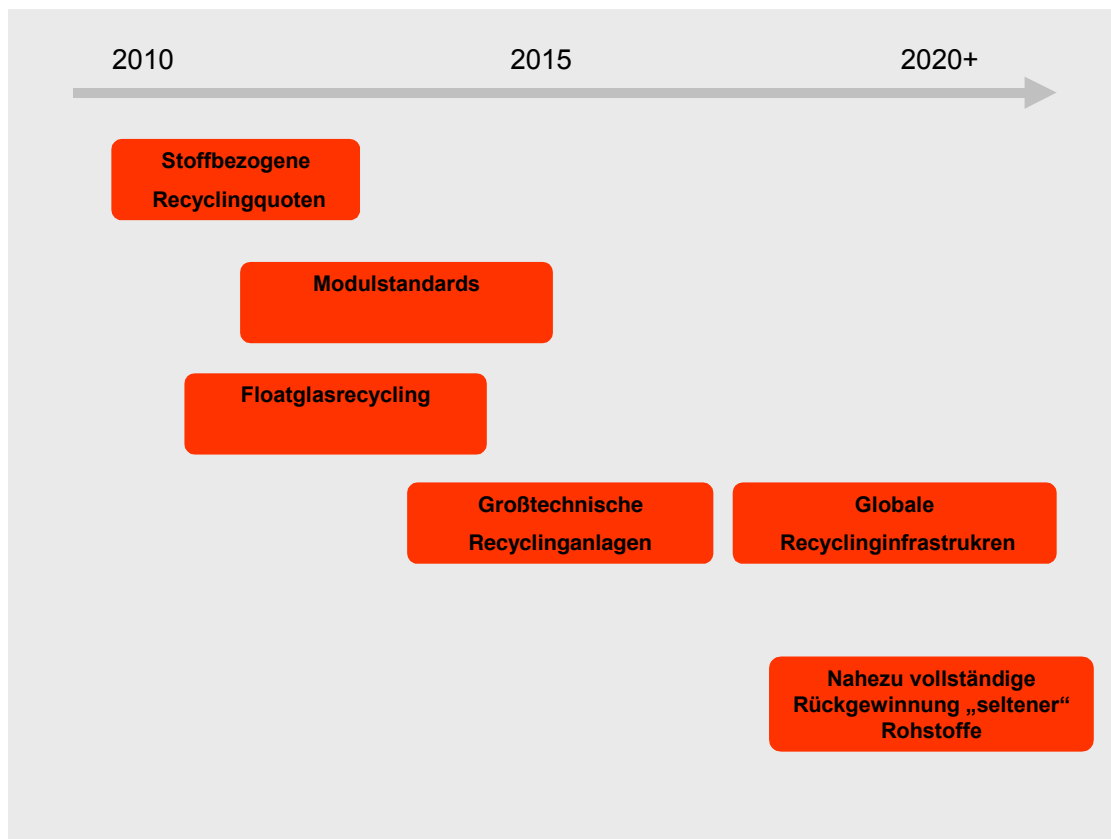 2010 2015 2020+
Stoffbezogene
Recyclingquoten
Modulstandards
Floatglasrecycling
Großtechnische
Recyclinganlagen
Globale
Recyclinginfrastrukren
Nahezu vollständige
Rückgewinnung „seltener“
Rohstoffe